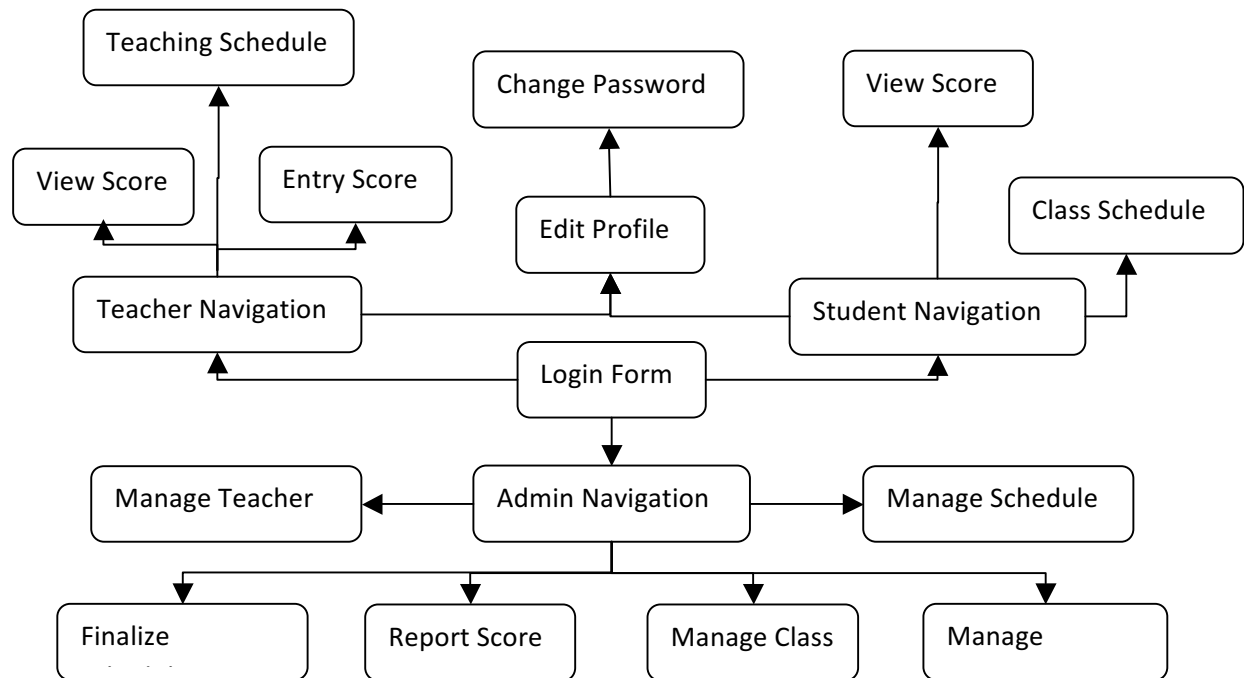 Teaching Schedule
Change Password
View Score
View Score
Entry Score
Class Schedule
Edit Profile
Teacher Navigation
Student Navigation
Login Form
Manage Teacher
Admin Navigation
Manage Schedule
Finalize
Report Score
Manage Class
Manage